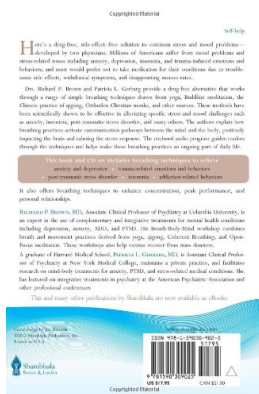 Copyrighted Material
Self-help
Here's a drug-free, side-effect-free solution to common stress and mood problems—
developed by two physicians. Millions of Americans suffer from mood problems and
stress-related issues including anxiety, depression, insomnia, and trauma-induced emotions and
behaviors; and most would prefer not to take medication for their conditions due to trouble-
some side effects, withdrawal symptoms, and disappointing success rates.
Drs. Richard P. Brown and Patricia L. Gerbarg provide a drug-free alternative that works
through a range of simple breathing techniques drawn from yoga, Buddhist meditation, the
Chinese practice of qigong, Orthodox Christian monks, and other sources. These methods have
been scientifically shown to be effective in alleviating specific stress and mood challenges such
as anxiety, insomnia, post-traumatic stress disorder, and many others. The authors explain how
breathing practices activate communication pathways between the mind and the body, positively
impacting the brain and calming the stress response. The enclosed audio program guides readers
through the techniques and helps make these breathing practices an ongoing part of daily life.
This book and CD set includes breathing techniques to relieve
anxiety and depression · trauma-related emotions and behaviors
· post-traumatic stress disorder · insomnia · addiction-related behaviors
It also offers breathing techniques to enhance concentration, peak performance, and
personal relationships.
RICHARD P. BROWN, MD, Associate Clinical Professor of Psychiatry at Columbia University, is
an expert in the use of complementary and integrative treatments for mental health conditions
including depression, anxiety, ADD, and PTSD. His Breath-Body-Mind workshop combines
breath and movement practices derived from yoga, qigong, Coherent Breathing, and Open-
Focus meditation. These workshops also help victims recover from mass disasters.
A graduate of Harvard Medical School, PATRICIA L. GERBARG, MD, is Assistant Clinical Profes-
sor of Psychiatry at New York Medical College, maintains a private practice, and facilitates
research on mind-body treatments for anxiety, PTSD, and stress-related medical conditions. She
has lectured on integrative treatments in psychiatry at the American Psychiatric Association and
other professional conferences.
This and many other publications by Shambhala are now available as eBooks
Shambhala
Boston & London
www.shambhala.com
ISBN 978-1-59030-902-5
51795
9 781590 309025
US $17.95 CAN $21.50
Copyrighted Material